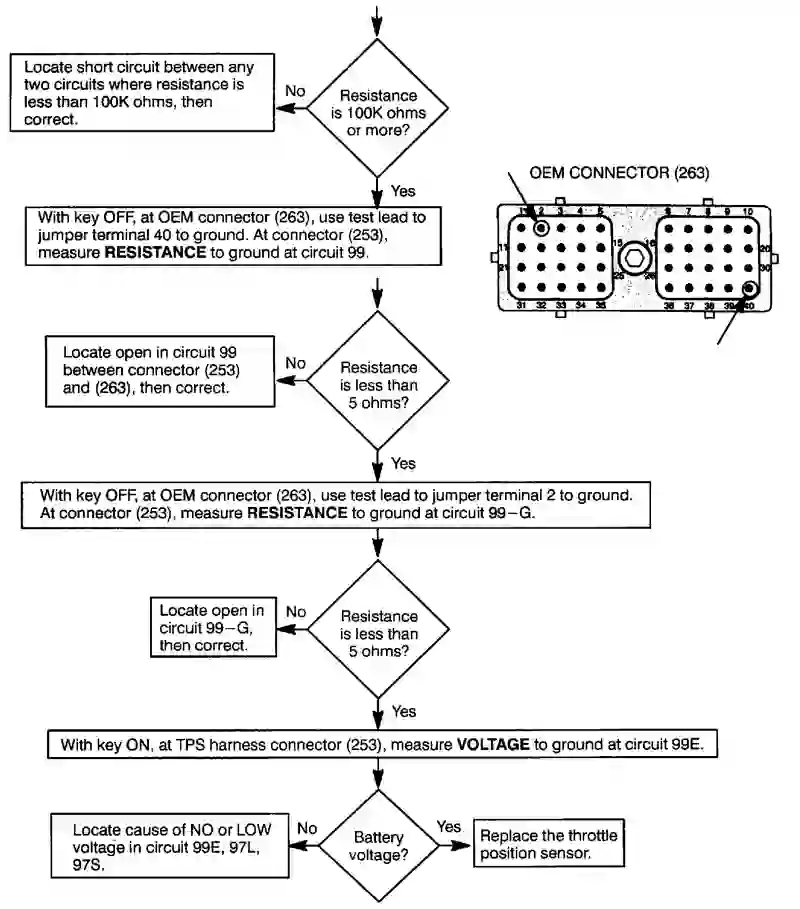 Locate short circuit between any
two circuits where resistance is
less than 100K ohms, then
correct.
No
Resistance
is 100K ohms
or more?
Yes
OEM CONNECTOR (263)
1 2 3 4 5
6 7 8 9 10
11 15 16 20
21 25 26 30
31 32 33 34 35
36 37 38 39 40
With key OFF, at OEM connector (263), use test lead to
jumper terminal 40 to ground. At connector (253),
measure RESISTANCE to ground at circuit 99.
Locate open in circuit 99
between connector (253)
and (263), then correct.
No
Resistance
is less than
5 ohms?
Yes
With key OFF, at OEM connector (263), use test lead to jumper terminal 2 to ground.
At connector (253), measure RESISTANCE to ground at circuit 99–G.
Locate open in
circuit 99–G,
then correct.
No
Resistance
is less than
5 ohms?
Yes
With key ON, at TPS harness connector (253), measure VOLTAGE to ground at circuit 99E.
Locate cause of NO or LOW
voltage in circuit 99E, 97L,
97S.
No
Battery
voltage?
Yes
Replace the throttle
position sensor.